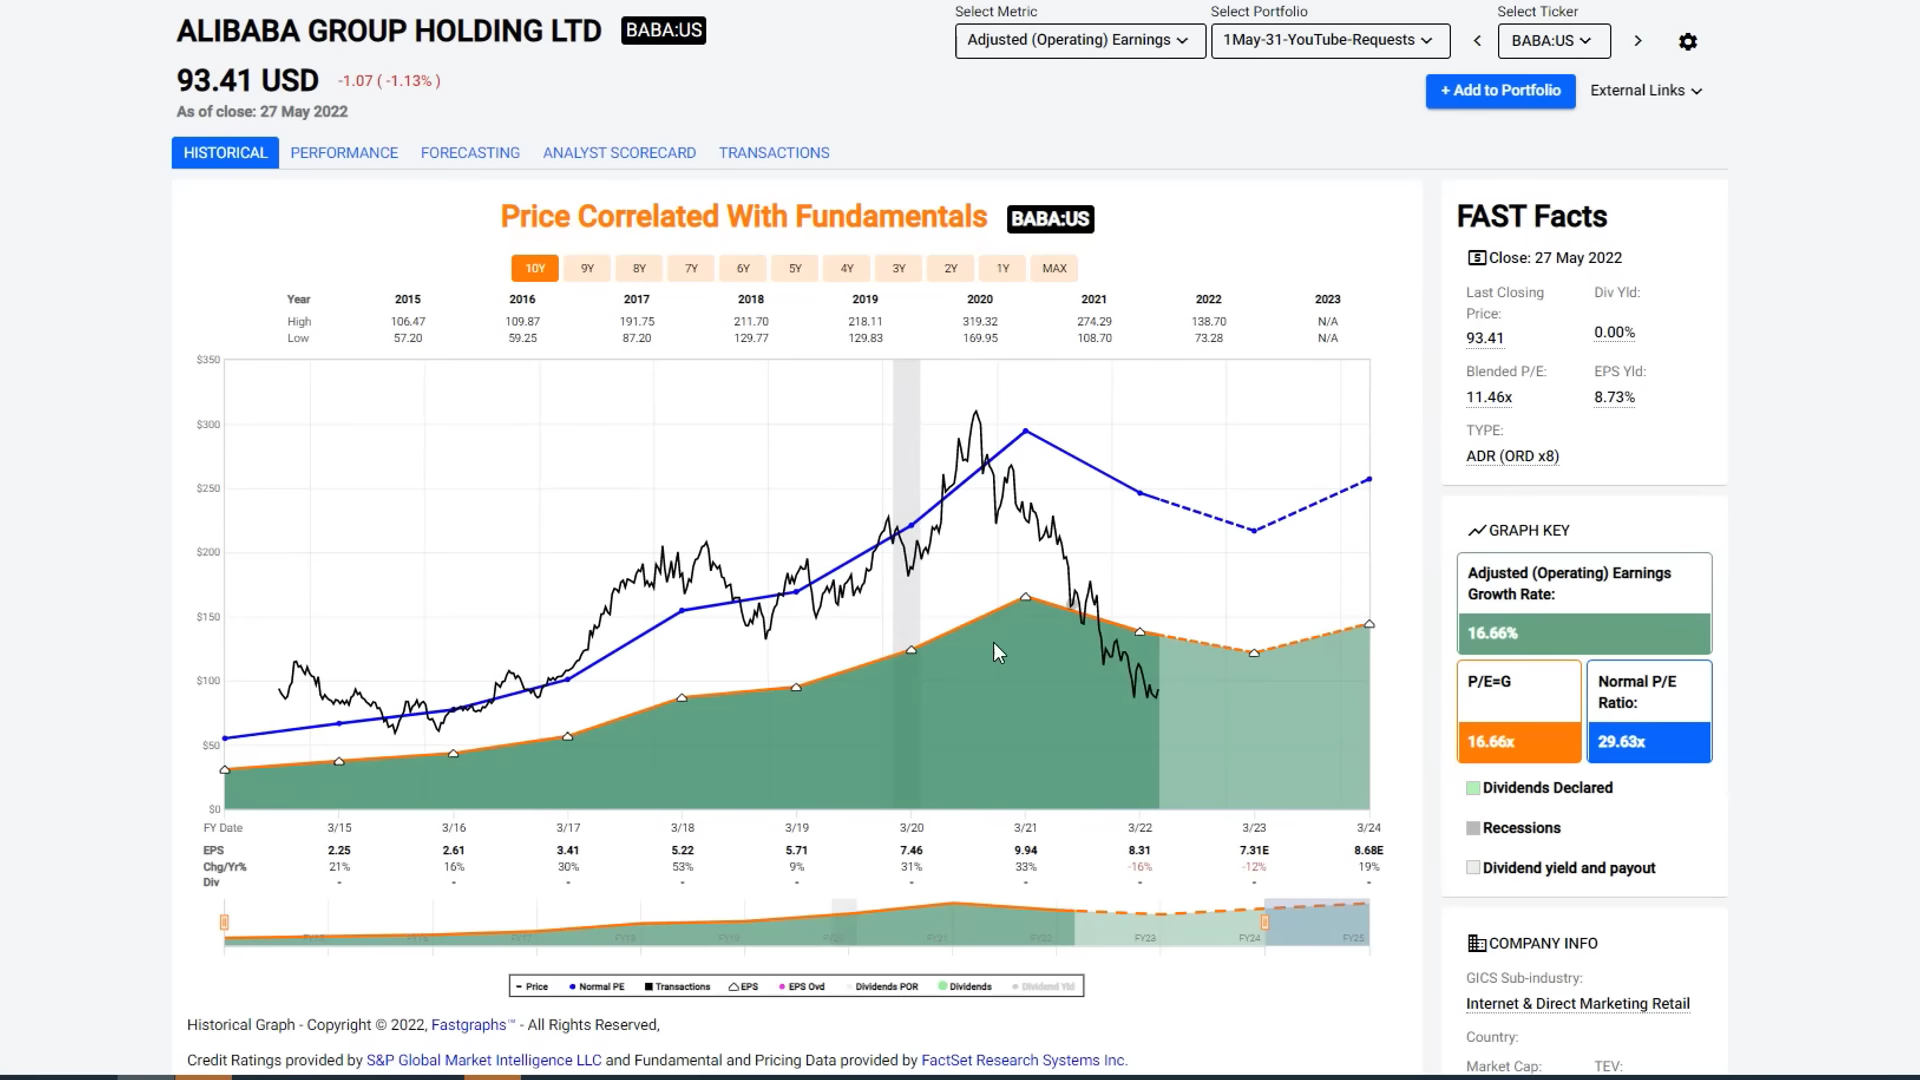 ALIBABA GROUP HOLDING LTD BABA:US
Select Metric Select Portfolio Select Ticker
Adjusted (Operating) Earnings 1May-31-YouTube-Requests BABA:US
93.41 USD -1.07 ( -1.13% )
+ Add to Portfolio External Links
As of close: 27 May 2022
HISTORICAL PERFORMANCE FORECASTING ANALYST SCORECARD TRANSACTIONS
Price Correlated With Fundamentals BABA:US
10Y 9Y 8Y 7Y 6Y 5Y 4Y 3Y 2Y 1Y MAX
Year 2015 2016 2017 2018 2019 2020 2021 2022 2023
High 106.47 109.87 191.75 211.70 218.11 319.32 274.29 138.70 N/A
Low 57.20 59.25 87.20 129.77 129.83 169.95 108.70 73.28 N/A
$350
$300
$250
$200
$150
$100
$50
$0
FY Date 3/15 3/16 3/17 3/18 3/19 3/20 3/21 3/22 3/23 3/24
EPS 2.25 2.61 3.41 5.22 5.71 7.46 9.94 8.31 7.31E 8.68E
Chg/Yr% 21% 16% 30% 53% 9% 31% 33% -16% -12% 19%
Div - - - - - - - - - -
FY15 FY16 FY17 FY18 FY19 FY20 FY21 FY22 FY23 FY24 FY25
Price Normal PE Transactions EPS EPS Ovd Dividends POR Dividends Dividend Yld
Historical Graph - Copyright © 2022, Fastgraphs™ - All Rights Reserved,
Credit Ratings provided by S&P Global Market Intelligence LLC and Fundamental and Pricing Data provided by FactSet Research Systems Inc.
FAST Facts
Close: 27 May 2022
Last Closing Price: Div Yld:
93.41 0.00%
Blended P/E: EPS Yld:
11.46x 8.73%
TYPE:
ADR (ORD x8)
GRAPH KEY
Adjusted (Operating) Earnings
Growth Rate:
16.66%
P/E=G Normal P/E Ratio:
16.66x 29.63x
Dividends Declared
Recessions
Dividend yield and payout
COMPANY INFO
GICS Sub-industry:
Internet & Direct Marketing Retail
Country:
Market Cap: TEV: